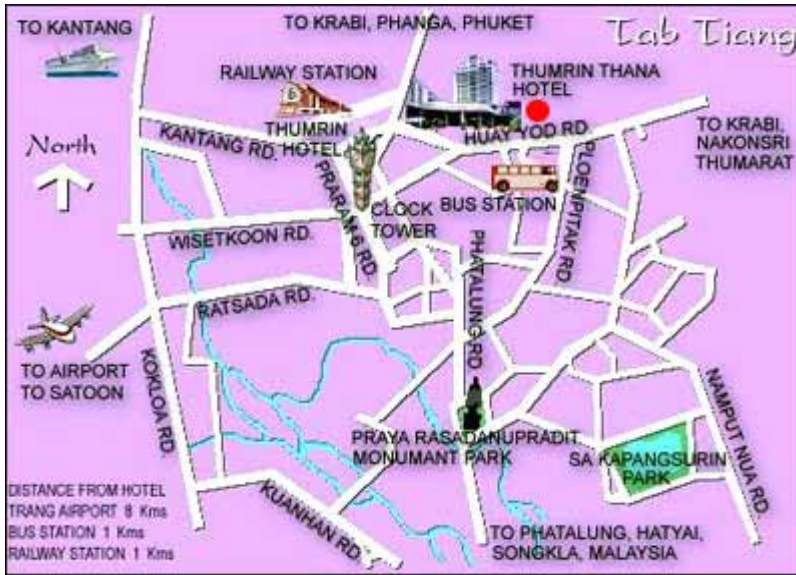 TO KANTANG
TO KRABI, PHANGA, PHUKET
Tab Tiang
RAILWAY STATION
6
THUMRIN THANA
HOTEL
North
KANTANG RD.
THUMRIN
HOTEL
HUAY YOD RD.
TO KRABI,
NAKONSRI
THUMARAT
PRARAM 6 RD.
CLOCK
TOWER
BUS STATION
PLOENPITAK RD
WISETKOON RD.
PHATALUNG RD
RATSADA RD.
TO AIRPORT
TO SATOON
KOKLOA RD.
PRAYA RASADANUPRADIT.
MONUMANT PARK
SA KAPANGSURIN
PARK
NAMPUT NUA RD.
KUANHAN RD.
DISTANCE FROM HOTEL
TRANG AIRPORT 8 Kms
BUS STATION 1 Kms
RAILWAY STATION 1 Kms
TO PHATALUNG, HATYAI,
SONGKLA, MALAYSIA